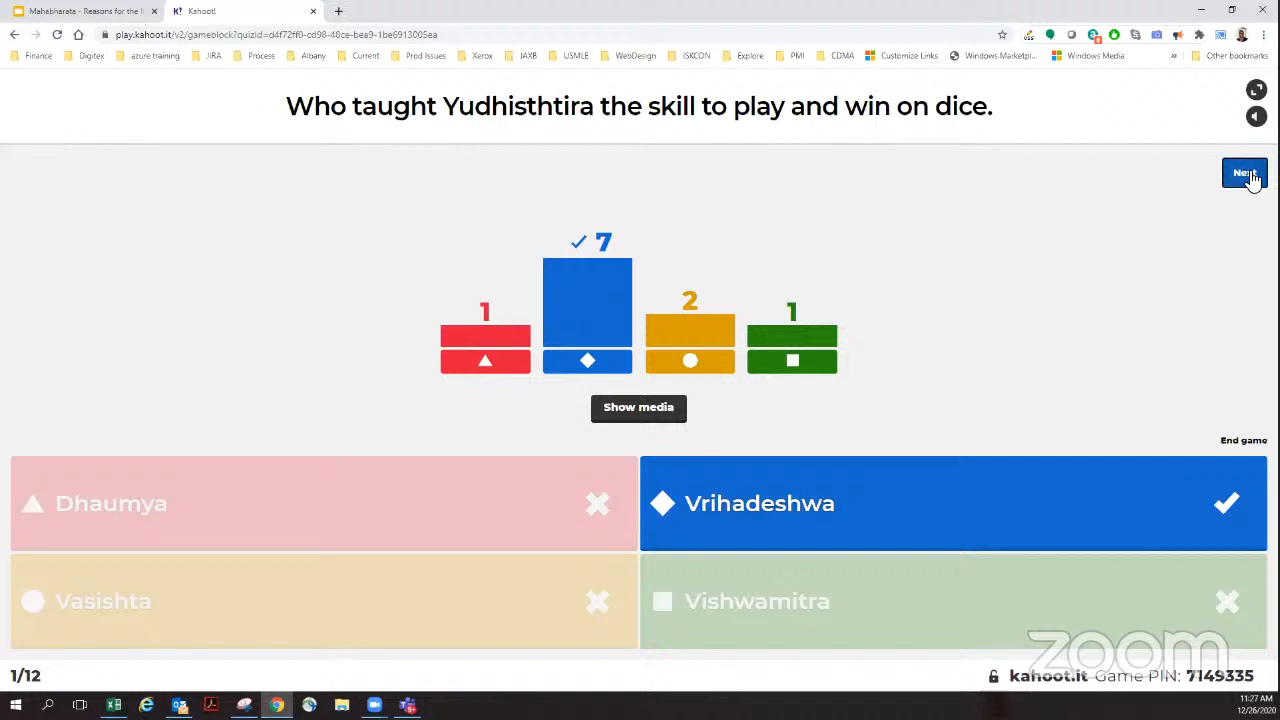 Mahabharata - Reasons for the I
K! Kahoot!
play.kahoot.it/v2/gameblock?quizid=d4f72ff0-cd98-48ce-bea9-1be6913005ea
Finance Digitex azure training JIRA Process Albany Current Prod Issues Xerox JAXB USMLE WebDesign ISKCON Explore PMI CDMA Customize Links Windows Marketpl... Windows Media » Other bookmarks
Who taught Yudhisthtira the skill to play and win on dice.
Next
7
1 2 1
Show media
End game
Dhaumya
Vrihadeshwa
Vasishta
Vishwamitra
zoom
1/12
kahoot.it Game PIN: 7149335
11:27 AM
12/26/2020